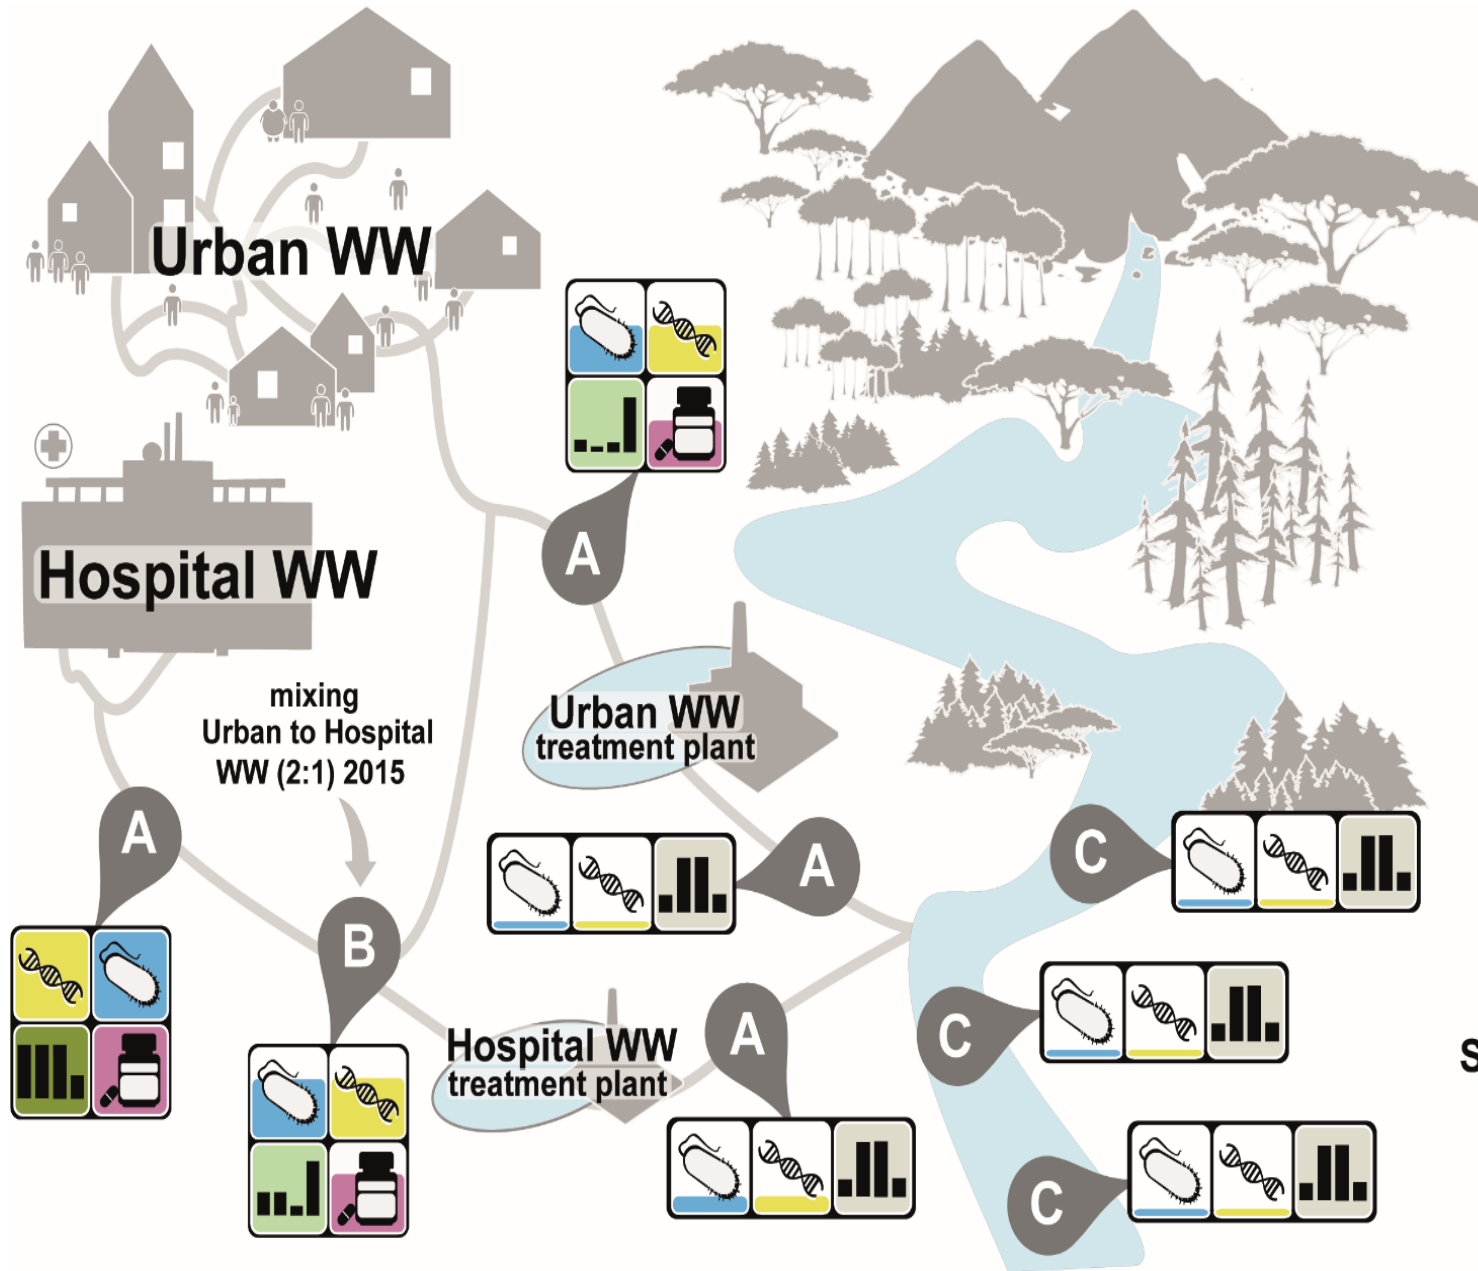 Urban WW
Hospital WW
mixing
Urban to Hospital
WW (2:1) 2015
A
Urban WW
treatment plant
A
A
C
B
C
Hospital WW
treatment plant
A
C
S